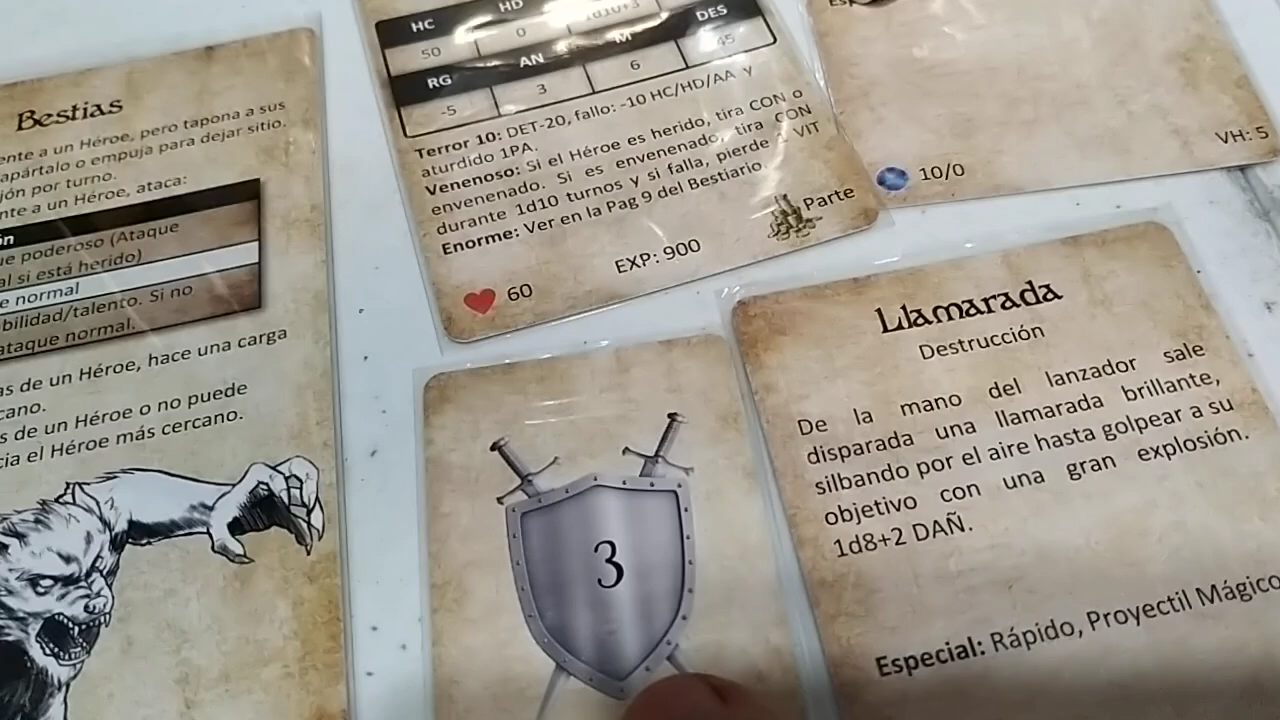 Bestias
ente a un Héroe, pero tapona a sus
apártalo o empuja para dejar sitio.
ión por turno.
nte a un Héroe, ataca:
ón
ue poderoso (Ataque
al si está herido)
e normal
bilidad/talento. Si no
ataque normal.
as de un Héroe, hace una carga
cano.
s de un Héroe o no puede
cia el Héroe más cercano.
HC HD DES
50 0 1d10+3 45
RG AN M
-5 3 6
Terror 10: DET-20, fallo: -10 HC/HD/AA y
aturdido 1PA.
Venenoso: Si el Héroe es herido, tira CON o
envenenado. Si es envenenado, tira CON
durante 1d10 turnos y si falla, pierde 1 VIT
Enorme: Ver en la Pag 9 del Bestiario.
Parte
EXP: 900
60
VH: 5
10/0
3
Llamarada
Destrucción
De la mano del lanzador sale
disparada una llamarada brillante,
silbando por el aire hasta golpear a su
objetivo con una gran explosión.
1d8+2 DAÑ.
Especial: Rápido, Proyectil Mágico